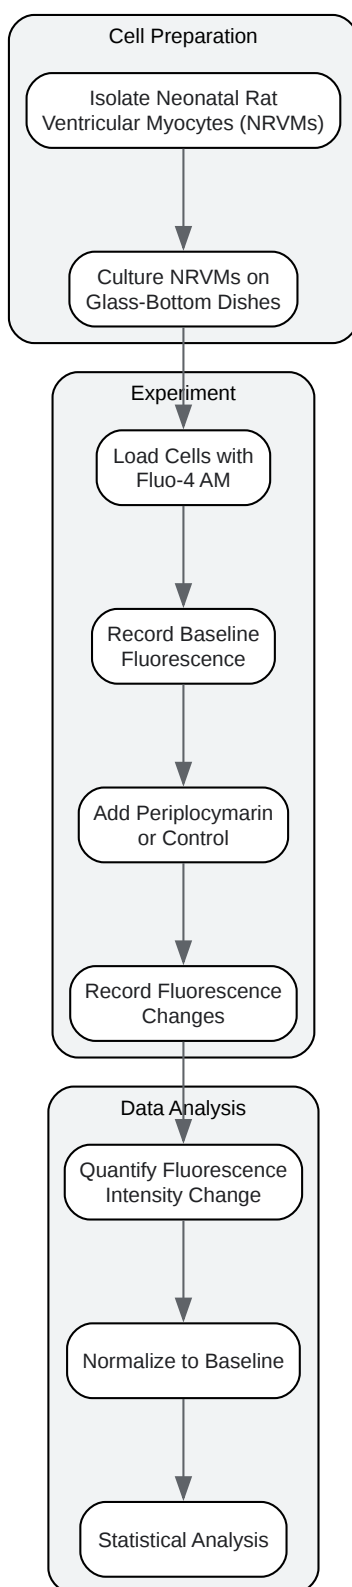 Cell Preparation
Isolate Neonatal Rat
Ventricular Myocytes (NRVMs)
Culture NRVMs on
Glass-Bottom Dishes
Experiment
Load Cells with
Fluo-4 AM
Record Baseline
Fluorescence
Add Periplocymarin
or Control
Record Fluorescence
Changes
Data Analysis
Quantify Fluorescence
Intensity Change
Normalize to Baseline
Statistical Analysis